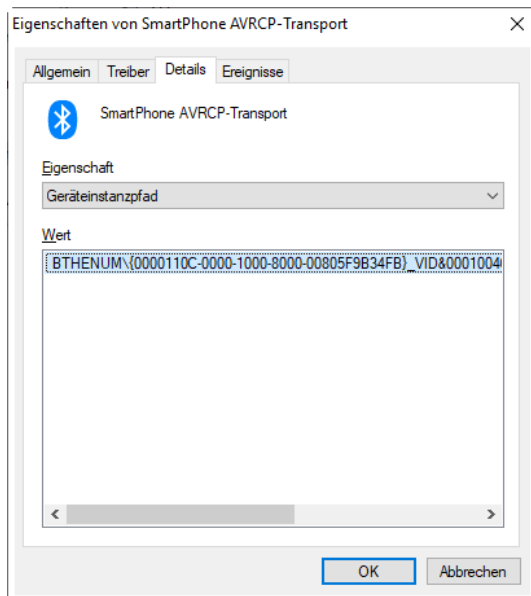 Eigenschaften von SmartPhone AVRCP-Transport
Allgemein Treiber Details Ereignisse
SmartPhone AVRCP-Transport
Eigenschaft
Geräteinstanzpfad
Wert
BTHENUM\{0000110C-0000-1000-8000-00805F9B34FB}_VID&0001004
OK Abbrechen